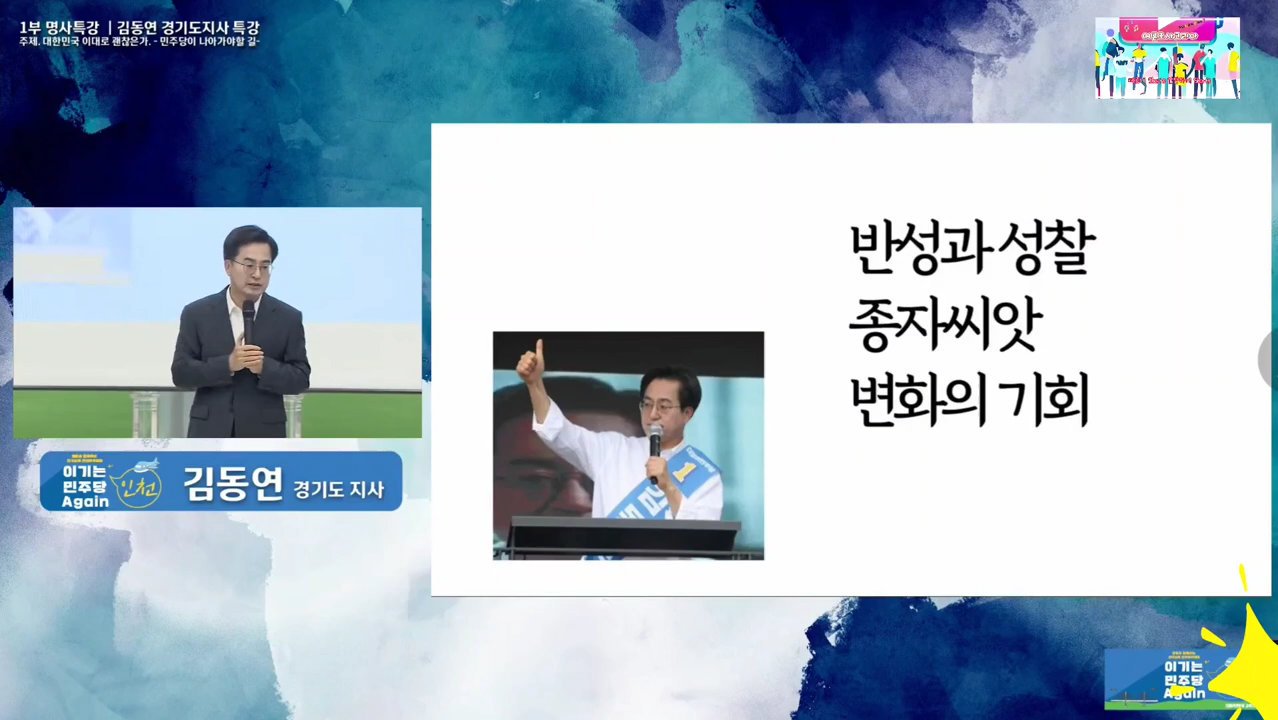 1부 명사특강 ㅣ김동연 경기도지사 특강
주제. 대한민국 이대로 괜찮은가. - 민주당이 나아가야할 길-
반성과 성찰
종자씨앗
변화의 기회
1
이기는
민주당
Again
인천
김동연 경기도 지사
이기는
민주당
Again